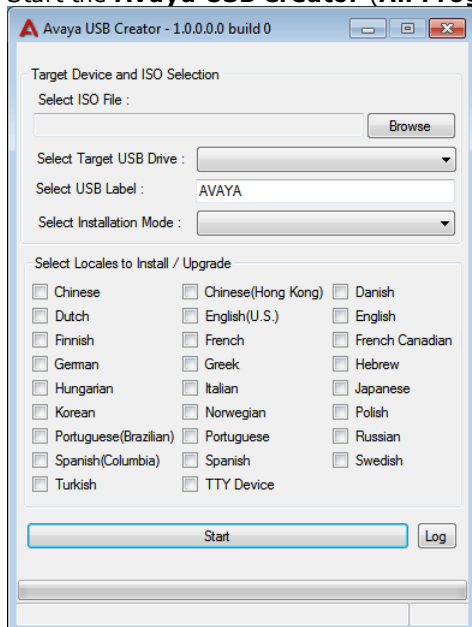 Start the Avaya USB Creator (All Prog
Avaya USB Creator - 1.0.0.0.0 build 0
Target Device and ISO Selection
Select ISO File :
Browse
Select Target USB Drive :
Select USB Label : AVAYA
Select Installation Mode :
Select Locales to Install / Upgrade
Chinese Chinese(Hong Kong) Danish
Dutch English(U.S.) English
Finnish French French Canadian
German Greek Hebrew
Hungarian Italian Japanese
Korean Norwegian Polish
Portuguese(Brazilian) Portuguese Russian
Spanish(Columbia) Spanish Swedish
Turkish TTY Device
Start Log